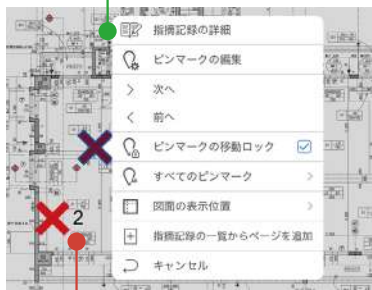 指摘記録の詳細
ピンマークの編集
次へ
前へ
ピンマークの移動ロック
すべてのピンマーク
図面の表示位置
指摘記録の一覧からページを追加
キャンセル
2